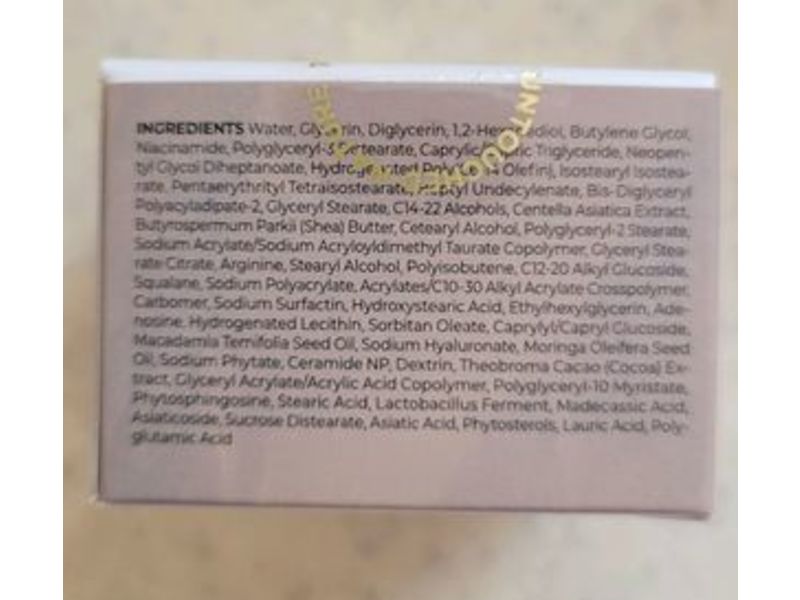 INGREDIENTS Water, Glycerin, Diglycerin, 1,2-Hexanediol, Butylene Glycol,
Niacinamide, Polyglyceryl-3 Distearate, Caprylic/Capric Triglyceride, Neopen-
tyl Glycol Diheptanoate, Hydrogenated Poly(C6-14 Olefin), Isostearyl Isostea-
rate, Pentaerythrityl Tetraisostearate, Heptyl Undecylenate, Bis-Diglyceryl
Polyacyladipate-2, Glyceryl Stearate, C14-22 Alcohols, Centella Asiatica Extract,
Butyrospermum Parkii (Shea) Butter, Cetearyl Alcohol, Polyglyceryl-2 Stearate,
Sodium Acrylate/Sodium Acryloyldimethyl Taurate Copolymer, Glyceryl Stea-
rate Citrate, Arginine, Stearyl Alcohol, Polyisobutene, C12-20 Alkyl Glucoside,
Squalane, Sodium Polyacrylate, Acrylates/C10-30 Alkyl Acrylate Crosspolymer,
Carbomer, Sodium Surfactin, Hydroxystearic Acid, Ethylhexylglycerin, Ade-
nosine, Hydrogenated Lecithin, Sorbitan Oleate, Caprylyl/Capryl Glucoside,
Macadamia Ternifolia Seed Oil, Sodium Hyaluronate, Moringa Oleifera Seed
Oil, Sodium Phytate, Ceramide NP, Dextrin, Theobroma Cacao (Cocoa) Ex-
tract, Glyceryl Acrylate/Acrylic Acid Copolymer, Polyglyceryl-10 Myristate,
Phytosphingosine, Stearic Acid, Lactobacillus Ferment, Madecassic Acid,
Asiaticoside, Sucrose Distearate, Asiatic Acid, Phytosterols, Lauric Acid, Poly-
glutamic Acid